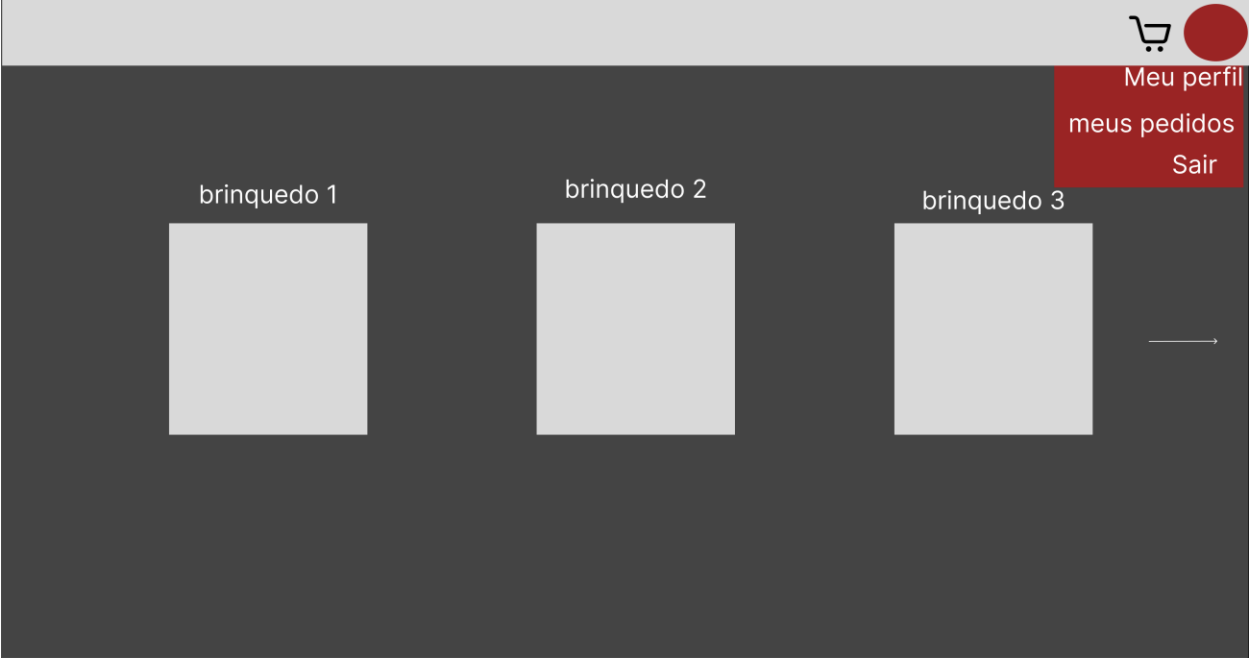 Meu perfil
meus pedidos
Sair
brinquedo 1
brinquedo 2
brinquedo 3